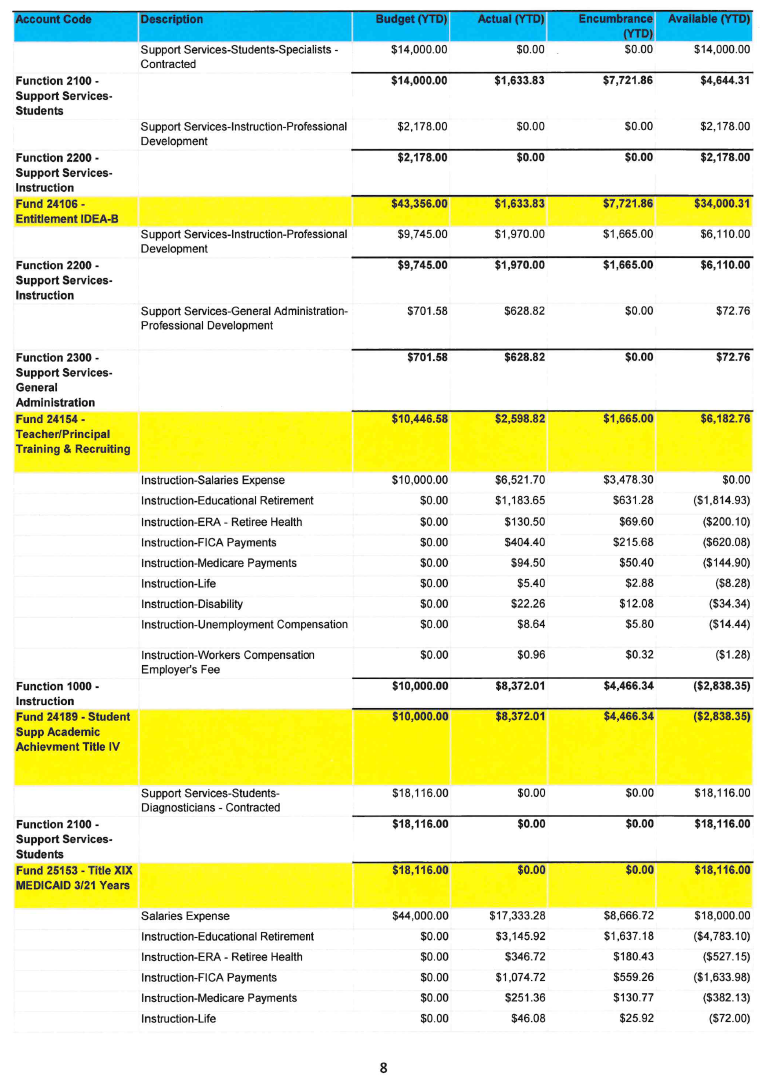 Account Code Description Budget (YTD) Actual (YTD) Encumbrance Available (YTD)
(YTD)
Support Services-Students-Specialists - $14,000.00 $0.00 $0.00 $14,000.00
Contracted
Function 2100 - $14,000.00 $1,633.83 $7,721.86 $4,644.31
Support Services-
Students
Support Services-Instruction-Professional $2,178.00 $0.00 $0.00 $2,178.00
Development
Function 2200 - $2,178.00 $0.00 $0.00 $2,178.00
Support Services-
Instruction
Fund 24106 - $43,356.00 $1,633.83 $7,721.86 $34,000.31
Entitlement IDEA-B
Support Services-Instruction-Professional $9,745.00 $1,970.00 $1,665.00 $6,110.00
Development
Function 2200 - $9,745.00 $1,970.00 $1,665.00 $6,110.00
Support Services-
Instruction
Support Services-General Administration- $701.58 $628.82 $0.00 $72.76
Professional Development
Function 2300 - $701.58 $628.82 $0.00 $72.76
Support Services-
General
Administration
Fund 24154 - $10,446.58 $2,598.82 $1,665.00 $6,182.76
Teacher/Principal
Training & Recruiting
Instruction-Salaries Expense $10,000.00 $6,521.70 $3,478.30 $0.00
Instruction-Educational Retirement $0.00 $1,183.65 $631.28 ($1,814.93)
Instruction-ERA - Retiree Health $0.00 $130.50 $69.60 ($200.10)
Instruction-FICA Payments $0.00 $404.40 $215.68 ($620.08)
Instruction-Medicare Payments $0.00 $94.50 $50.40 ($144.90)
Instruction-Life $0.00 $5.40 $2.88 ($8.28)
Instruction-Disability $0.00 $22.26 $12.08 ($34.34)
Instruction-Unemployment Compensation $0.00 $8.64 $5.80 ($14.44)
Instruction-Workers Compensation $0.00 $0.96 $0.32 ($1.28)
Employer's Fee
Function 1000 - $10,000.00 $8,372.01 $4,466.34 ($2,838.35)
Instruction
Fund 24189 - Student $10,000.00 $8,372.01 $4,466.34 ($2,838.35)
Supp Academic
Achievment Title IV
Support Services-Students- $18,116.00 $0.00 $0.00 $18,116.00
Diagnosticians - Contracted
Function 2100 - $18,116.00 $0.00 $0.00 $18,116.00
Support Services-
Students
Fund 25153 - Title XIX $18,116.00 $0.00 $0.00 $18,116.00
MEDICAID 3/21 Years
Salaries Expense $44,000.00 $17,333.28 $8,666.72 $18,000.00
Instruction-Educational Retirement $0.00 $3,145.92 $1,637.18 ($4,783.10)
Instruction-ERA - Retiree Health $0.00 $346.72 $180.43 ($527.15)
Instruction-FICA Payments $0.00 $1,074.72 $559.26 ($1,633.98)
Instruction-Medicare Payments $0.00 $251.36 $130.77 ($382.13)
Instruction-Life $0.00 $46.08 $25.92 ($72.00)
8